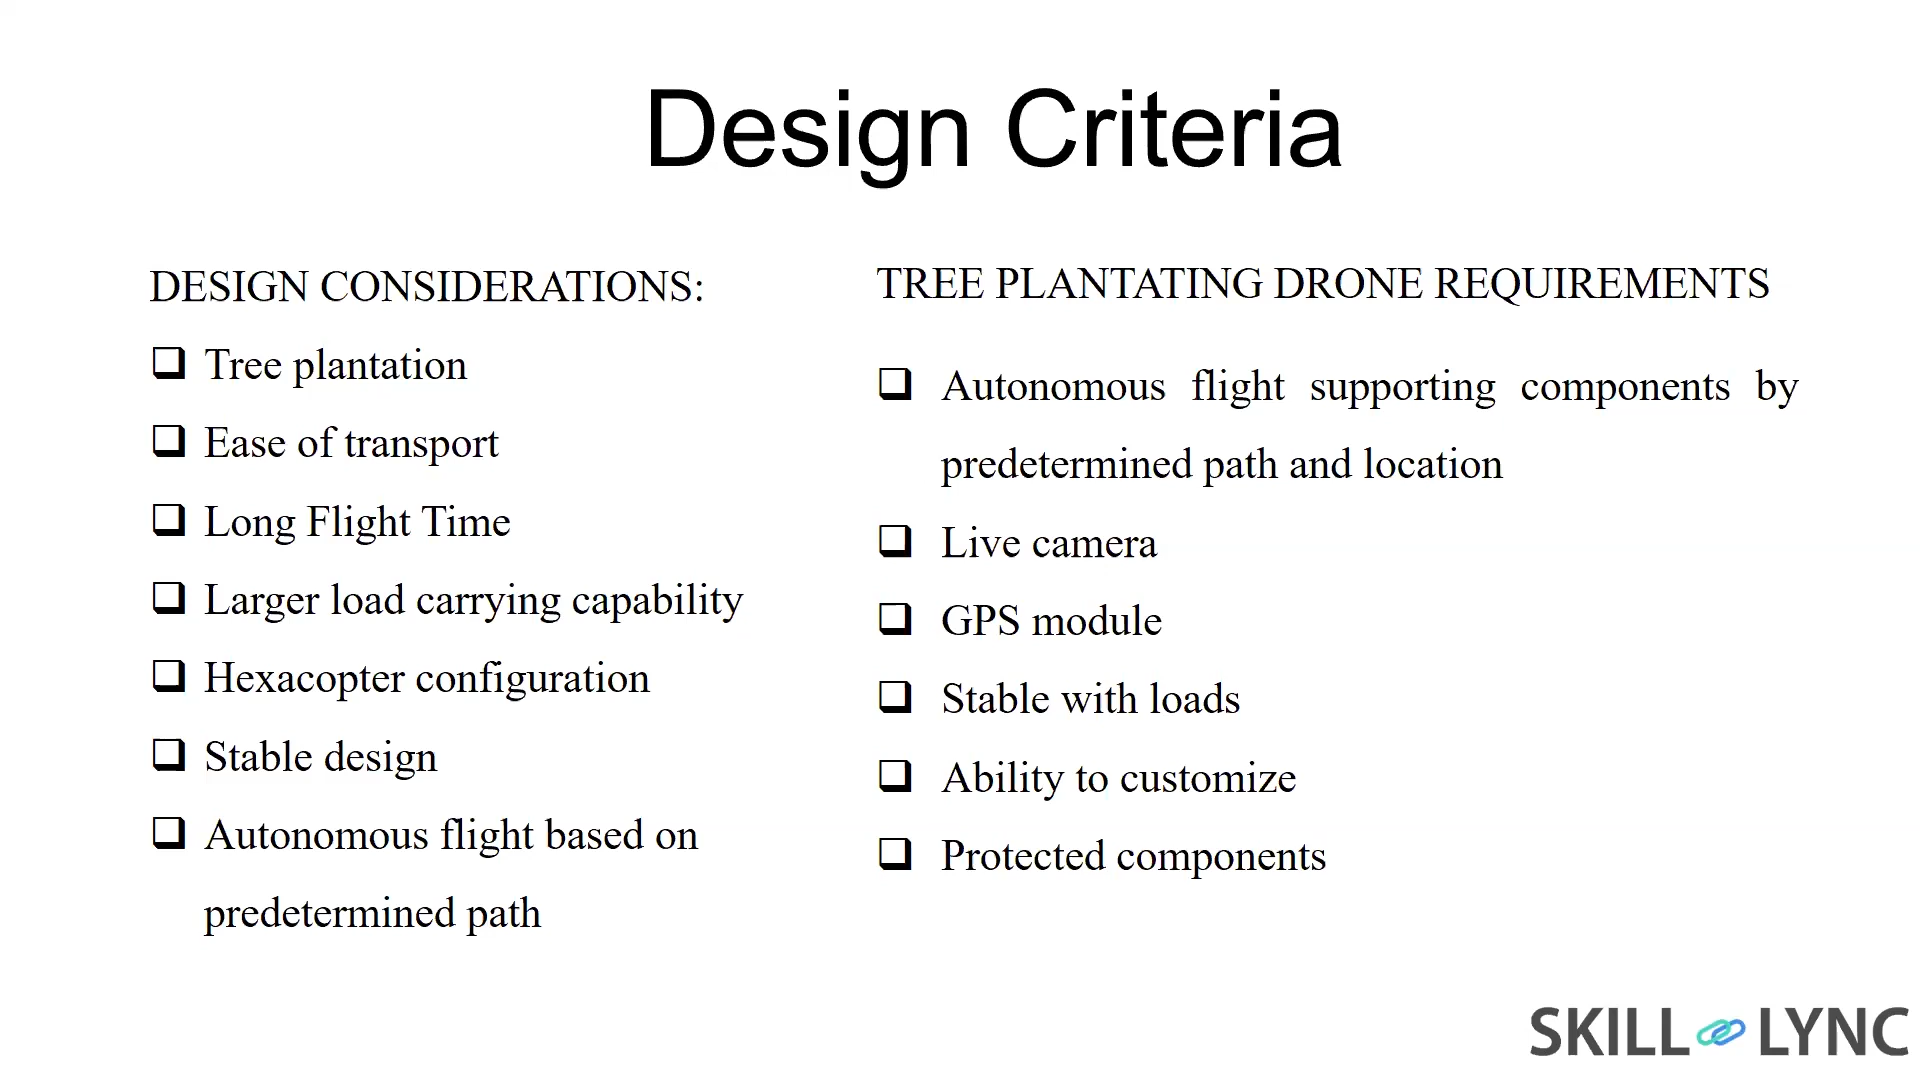 Design Criteria
DESIGN CONSIDERATIONS:
Tree plantation
Ease of transport
Long Flight Time
Larger load carrying capability
Hexacopter configuration
Stable design
Autonomous flight based on
predetermined path
TREE PLANTATING DRONE REQUIREMENTS
Autonomous flight supporting components by
predetermined path and location
Live camera
GPS module
Stable with loads
Ability to customize
Protected components
SKILL LYNC